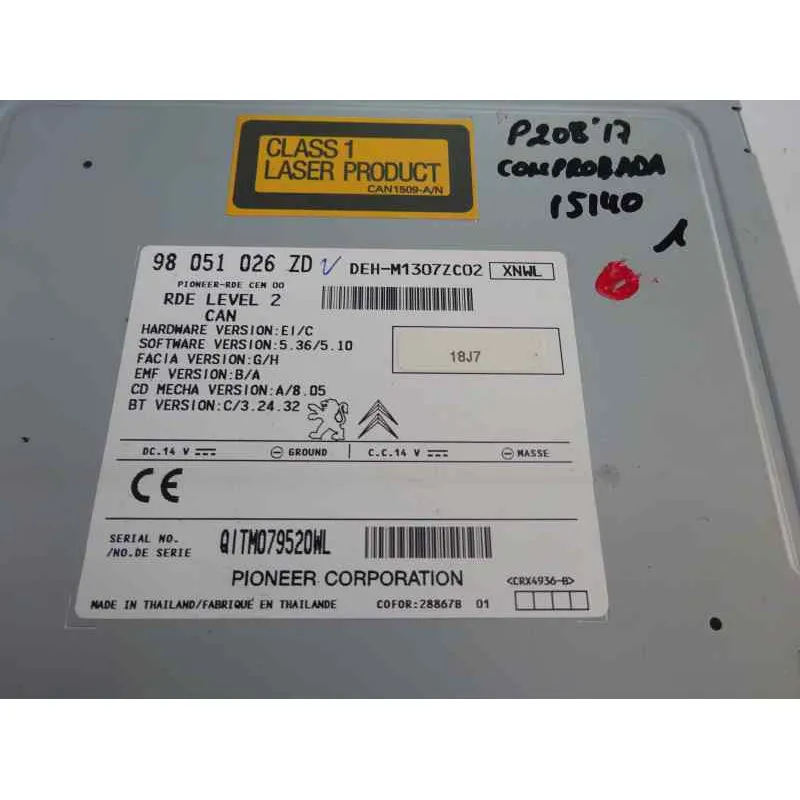 CLASS 1
LASER PRODUCT
CAN1509-A/N
P208'17
COMPROBADA
15140
1
98 051 026 ZD DEH-M1307ZC02 XNWL
PIONEER-RDE CEM 00
RDE LEVEL 2
CAN
HARDWARE VERSION:EI/C
SOFTWARE VERSION:5.36/5.10
FACIA VERSION:G/H
18J7
EMF VERSION:B/A
CD MECHA VERSION:A/8.05
BT VERSION:C/3.24.32
DC.14 V GROUND C.C.14 V MASSE
CE
SERIAL NO.
/NO.DE SERIE
QITM079520WL
PIONEER CORPORATION <CRX4936-B>
MADE IN THAILAND/FABRIQUÉ EN THAILANDE COFOR:28867B 01